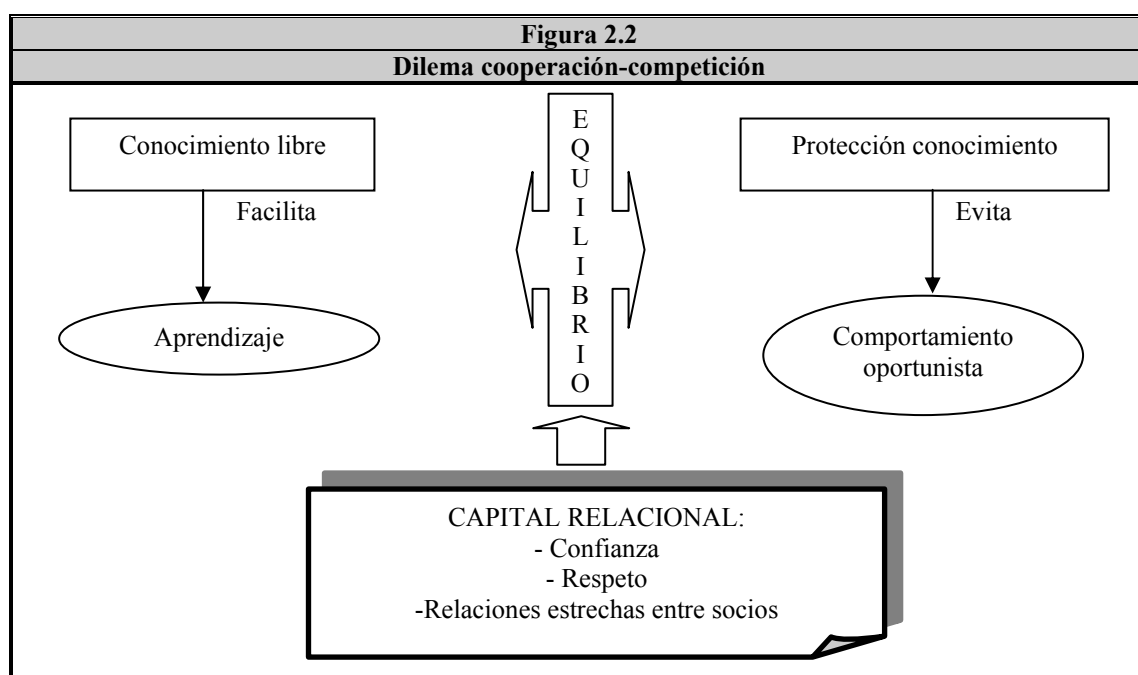 Figura 2.2
Dilema cooperación-competición
Conocimiento libre
Facilita
Aprendizaje
E
Q
U
I
L
I
B
R
I
O
Protección conocimiento
Evita
Comportamiento
oportunista
CAPITAL RELACIONAL:
- Confianza
- Respeto
-Relaciones estrechas entre socios